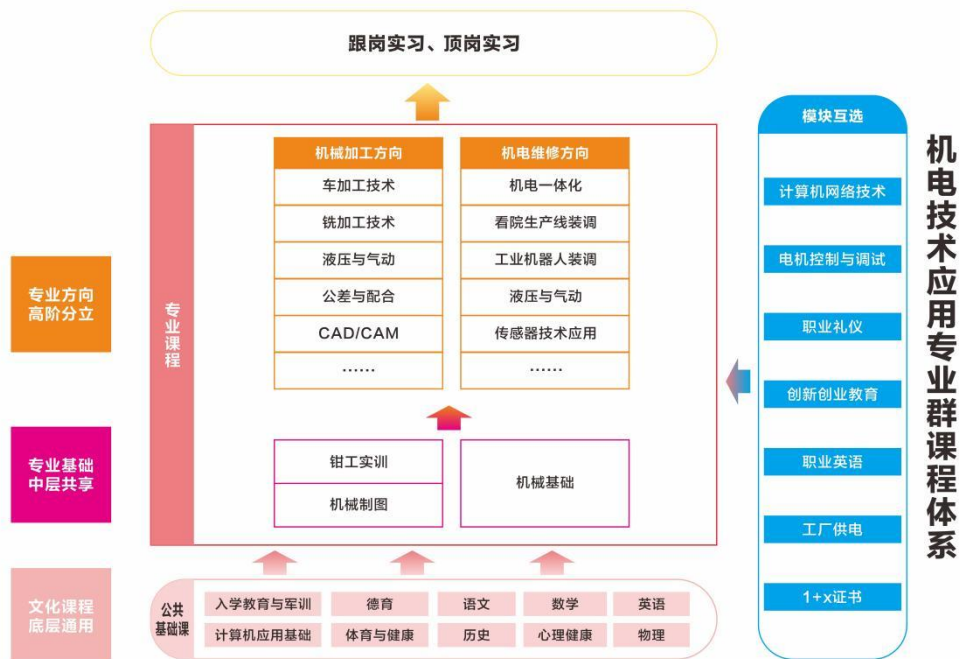 跟岗实习、顶岗实习
机械加工方向
车加工技术
铣加工技术
液压与气动
公差与配合
CAD/CAM
……
机电维修方向
机电一体化
看院生产线装调
工业机器人装调
液压与气动
传感器技术应用
……
专业课程
钳工实训
机械制图
机械基础
公共
基础课
入学教育与军训
德育
语文
数学
英语
计算机应用基础
体育与健康
历史
心理健康
物理
专业方向
高阶分立
专业基础
中层共享
文化课程
底层通用
模块互选
计算机网络技术
电机控制与调试
职业礼仪
创新创业教育
职业英语
工厂供电
1+x证书
机电技术应用专业群课程体系